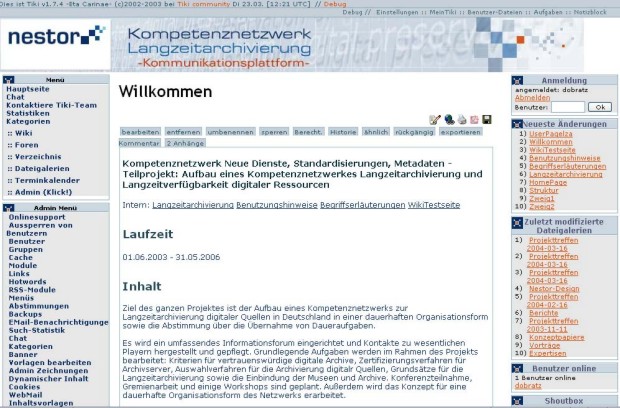 Dies ist Tiki v1.7.4 -Eta Carinae- (c)2002-2003 bei Tiki community Di 23.03. [12:21 UTC] // Debug
Debug // Einstellungen :: MeinTiki :: Benutzer-Dateien :: Aufgaben :: Notizblock
nestor
Kompetenznetzwerk
Langzeitarchivierung
-Kommunikationsplattform-
Menü
Hauptseite
Chat
Kontaktiere Tiki-Team
Statistiken
Kategorien
:: Wiki
:: Foren
:: Verzeichnis
:: Dateigalerien
:: Terminkalender
:: Admin (Klick!)
Admin Menü
Onlinesupport
Aussperren von
Benutzern
Benutzer
Gruppen
Cache
Module
Links
Hotwords
RSS-Module
Menüs
Abstimmungen
Backups
EMail-Benachrichtigunge
Such-Statistik
Chat
Kategorien
Banner
Vorlagen bearbeiten
Admin Zeichnungen
Dynamischer Inhalt
Cookies
WebMail
Inhaltsvorlagen
Willkommen
bearbeiten entfernen umbenennen sperren Berecht. Historie ähnlich rückgängig exportieren
Kommentar 2 Anhänge
Kompetenznetzwerk Neue Dienste, Standardisierungen, Metadaten -
Teilprojekt: Aufbau eines Kompetenznetzwerkes Langzeitarchivierung und
Langzeitverfügbarkeit digitaler Ressourcen
Intern: Langzeitarchivierung Benutzungshinweise Begriffserläuterungen WikiTestseite
Laufzeit
01.06.2003 - 31.05.2006
Inhalt
Ziel des ganzen Projektes ist der Aufbau eines Kompetenznetzwerks zur
Langzeitarchivierung digitaler Quellen in Deutschland in einer dauerhaften Organisationsform
sowie die Abstimmung über die Übernahme von Daueraufgaben.
Es wird ein umfassendes Informationsforum eingerichtet und Kontakte zu wesentlichen
Playern hergestellt und gepflegt. Grundlegende Aufgaben werden im Rahmen des Projekts
bearbeitet: Kriterien für vertrauenswürdige digitale Archive, Zertifizierungsverfahren für
Archivserver, Auswahlverfahren für die Archivierung digitaler Quellen, Grundsätze für die
Langzeitarchivierung sowie die Einbindung der Museen und Archive. Konferenzteilnahme,
Gremienarbeit und einige Workshops sind geplant. Außerdem wird das Konzept für eine
dauerhafte Organisationsform des Netzwerks erarbeitet.
Anmeldung
angemeldet: dobratz
Abmelden
Benutzer: Ok
Neueste Änderungen
1) UserPageIza
2) Willkommen
3) WikiTestseite
4) Benutzungshinweise
5) Begriffserläuterungen
6) Langzeitarchivierung
7) HomePage
8) Struktur
9) Zweig1
10) Zweig2
Zuletzt modifizierte
Dateigalerien
1) Projekttreffen
2004-03-16
2) Projekttreffen
2004-03-16
3) Projekttreffen
2004-03-16
4) Nestor-Design
5) Projekttreffen
2004-02-16
6) Berichte
7) Projekttreffen
2003-11-11
8) Konzeptpapiere
9) Vorträge
10) Expertisen
Benutzer online
1 Benutzer online
dobratz
Shoutbox